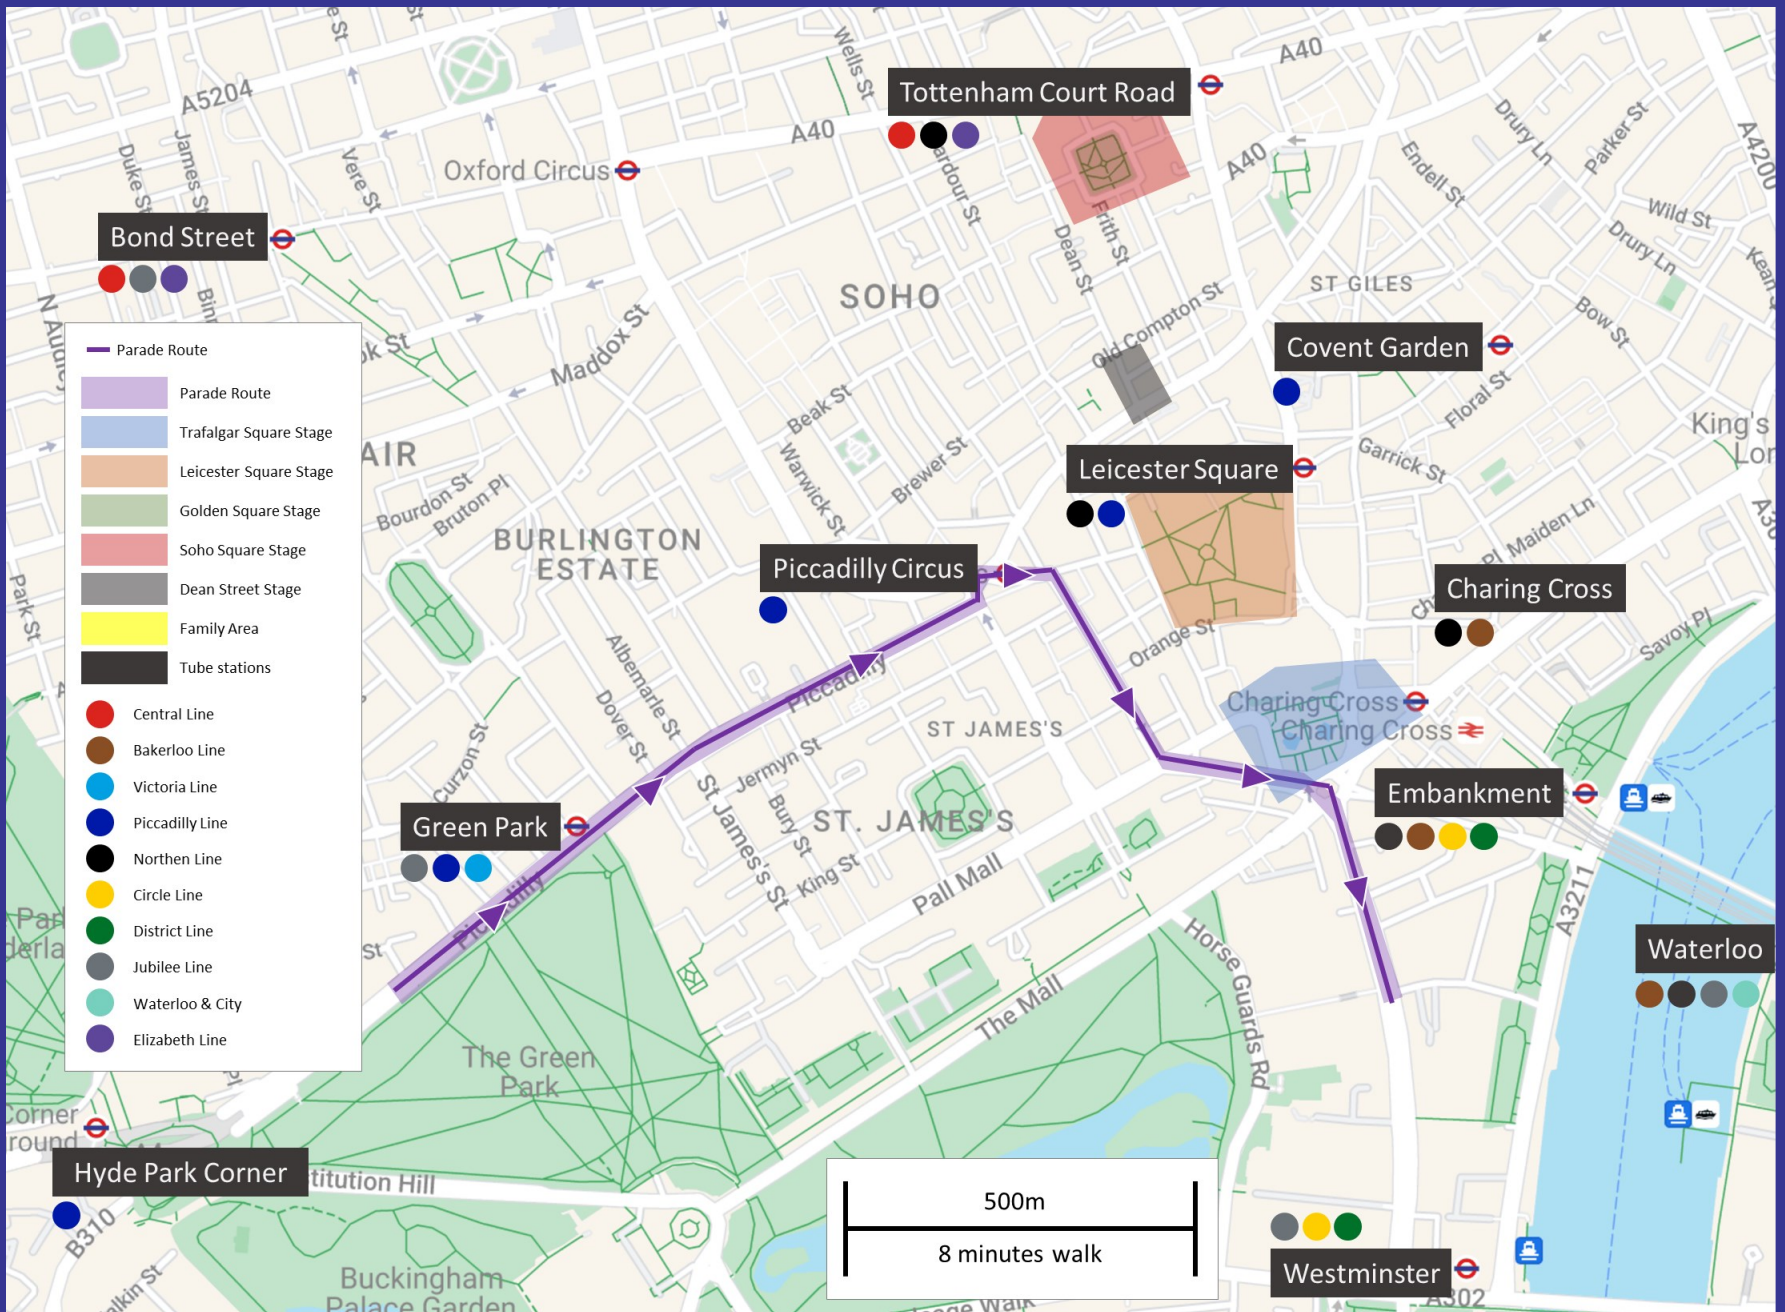 A5204
Wells St
Tottenham Court Road
A40
A40
A40
Drury Ln
Parker St
A4200
Duke St
James St
Vere St
Oxford Circus
Endell St
Wild St
Drury Ln
Bond Street
Frith St
Dean St
SOHO
ST GILES
Old Compton St
Bow St
Maddox St
Covent Garden
Floral St
Beak St
Warwick St
Brewer St
Garrick St
King's
Leicester Square
Parade Route
Parade Route
Trafalgar Square Stage
Leicester Square Stage
Golden Square Stage
Soho Square Stage
Dean Street Stage
Family Area
Tube stations
Central Line
Bakerloo Line
Victoria Line
Piccadilly Line
Northen Line
Circle Line
District Line
Jubilee Line
Waterloo & City
Elizabeth Line
Bourdon St
Bruton Pl
BURLINGTON
ESTATE
Maiden Ln
Piccadilly Circus
Charing Cross
Park St
Albemarle St
Dover St
Orange St
Savoy Pl
Piccadilly
Charing Cross
Charing Cross
ST JAMES'S
Curzon St
Jermyn St
St James's St
Bury St
King St
ST. JAMES'S
Green Park
Embankment
Pall Mall
Piccadilly
A3211
Waterloo
Horse Guards Rd
The Mall
The Green
Park
Corner
Hyde Park Corner
titution Hill
B310
500m
8 minutes walk
Buckingham
Palace Garden
Westminster
A302